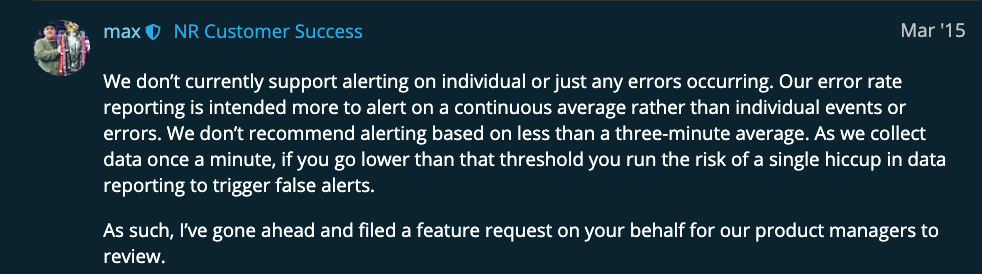 max NR Customer Success Mar '15
We don’t currently support alerting on individual or just any errors occurring. Our error rate
reporting is intended more to alert on a continuous average rather than individual events or
errors. We don’t recommend alerting based on less than a three-minute average. As we collect
data once a minute, if you go lower than that threshold you run the risk of a single hiccup in data
reporting to trigger false alerts.
As such, I’ve gone ahead and filed a feature request on your behalf for our product managers to
review.